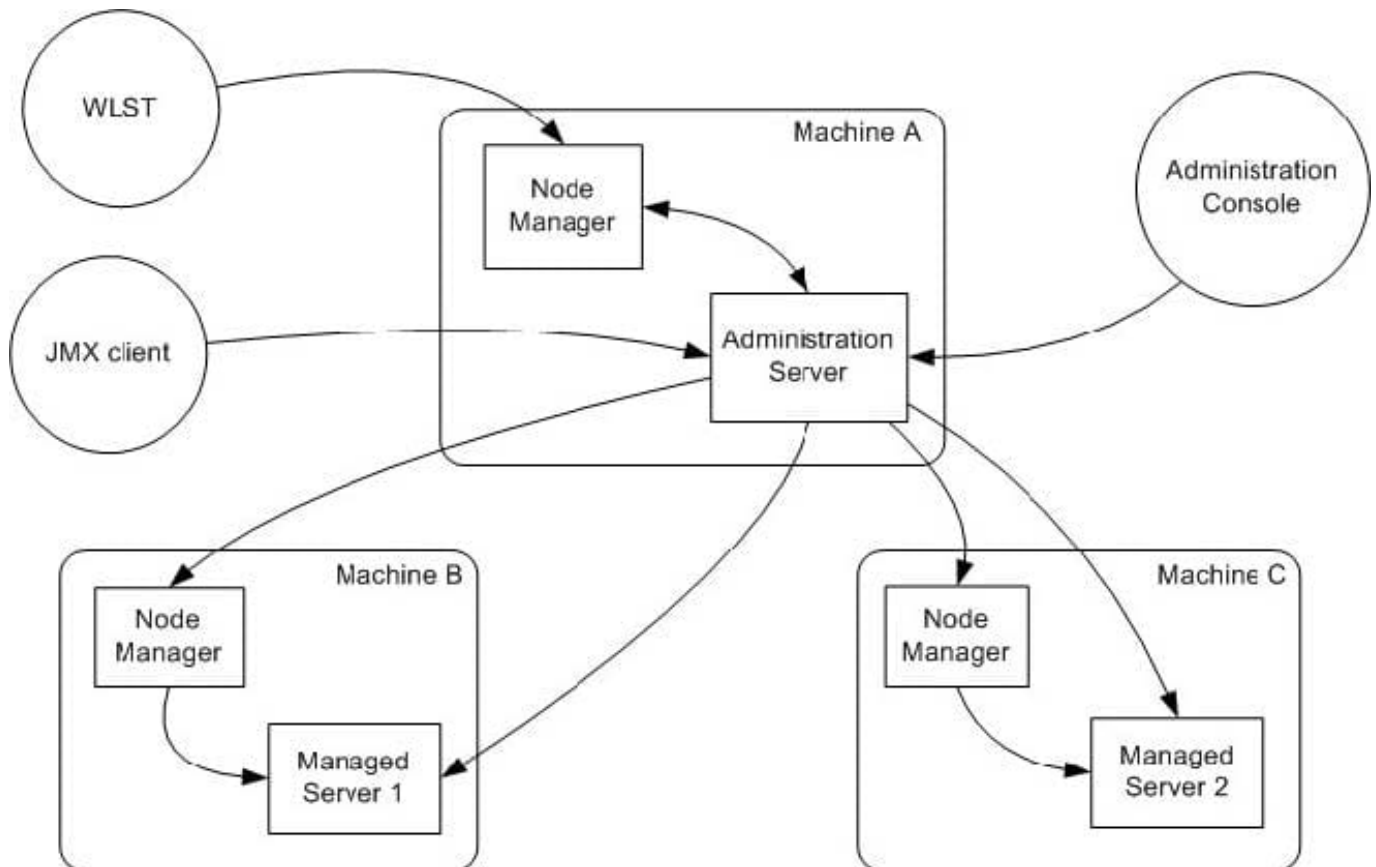 WLST
Machine A
Node
Manager
Administration
Console
JMX client
Administration
Server
Machine B
Node
Manager
Managed
Server 1
Machine C
Node
Manager
Managed
Server 2